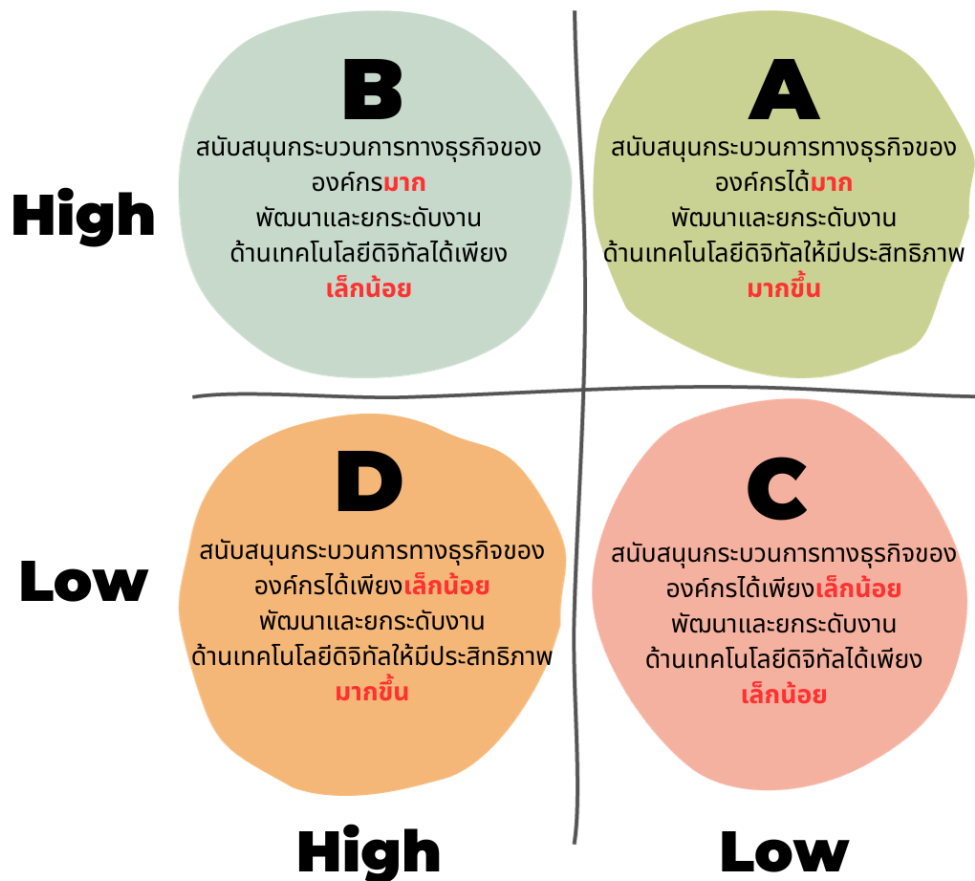 B
สนับสนุนกระบวนการทางธุรกิจของ
องค์กรมาก
พัฒนาและยกระดับงาน
ด้านเทคโนโลยีดิจิทัลได้เพียง
เล็กน้อย
A
สนับสนุนกระบวนการทางธุรกิจของ
องค์กรได้มาก
พัฒนาและยกระดับงาน
ด้านเทคโนโลยีดิจิทัลให้มีประสิทธิภาพ
มากขึ้น
High
D
สนับสนุนกระบวนการทางธุรกิจของ
องค์กรได้เพียงเล็กน้อย
พัฒนาและยกระดับงาน
ด้านเทคโนโลยีดิจิทัลให้มีประสิทธิภาพ
มากขึ้น
C
สนับสนุนกระบวนการทางธุรกิจของ
องค์กรได้เพียงเล็กน้อย
พัฒนาและยกระดับงาน
ด้านเทคโนโลยีดิจิทัลได้เพียง
เล็กน้อย
Low
High
Low